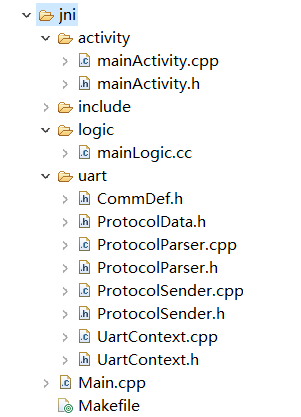 jni
activity
mainActivity.cpp
mainActivity.h
include
logic
mainLogic.cc
uart
CommDef.h
ProtocolData.h
ProtocolParser.cpp
ProtocolParser.h
ProtocolSender.cpp
ProtocolSender.h
UartContext.cpp
UartContext.h
Main.cpp
Makefile